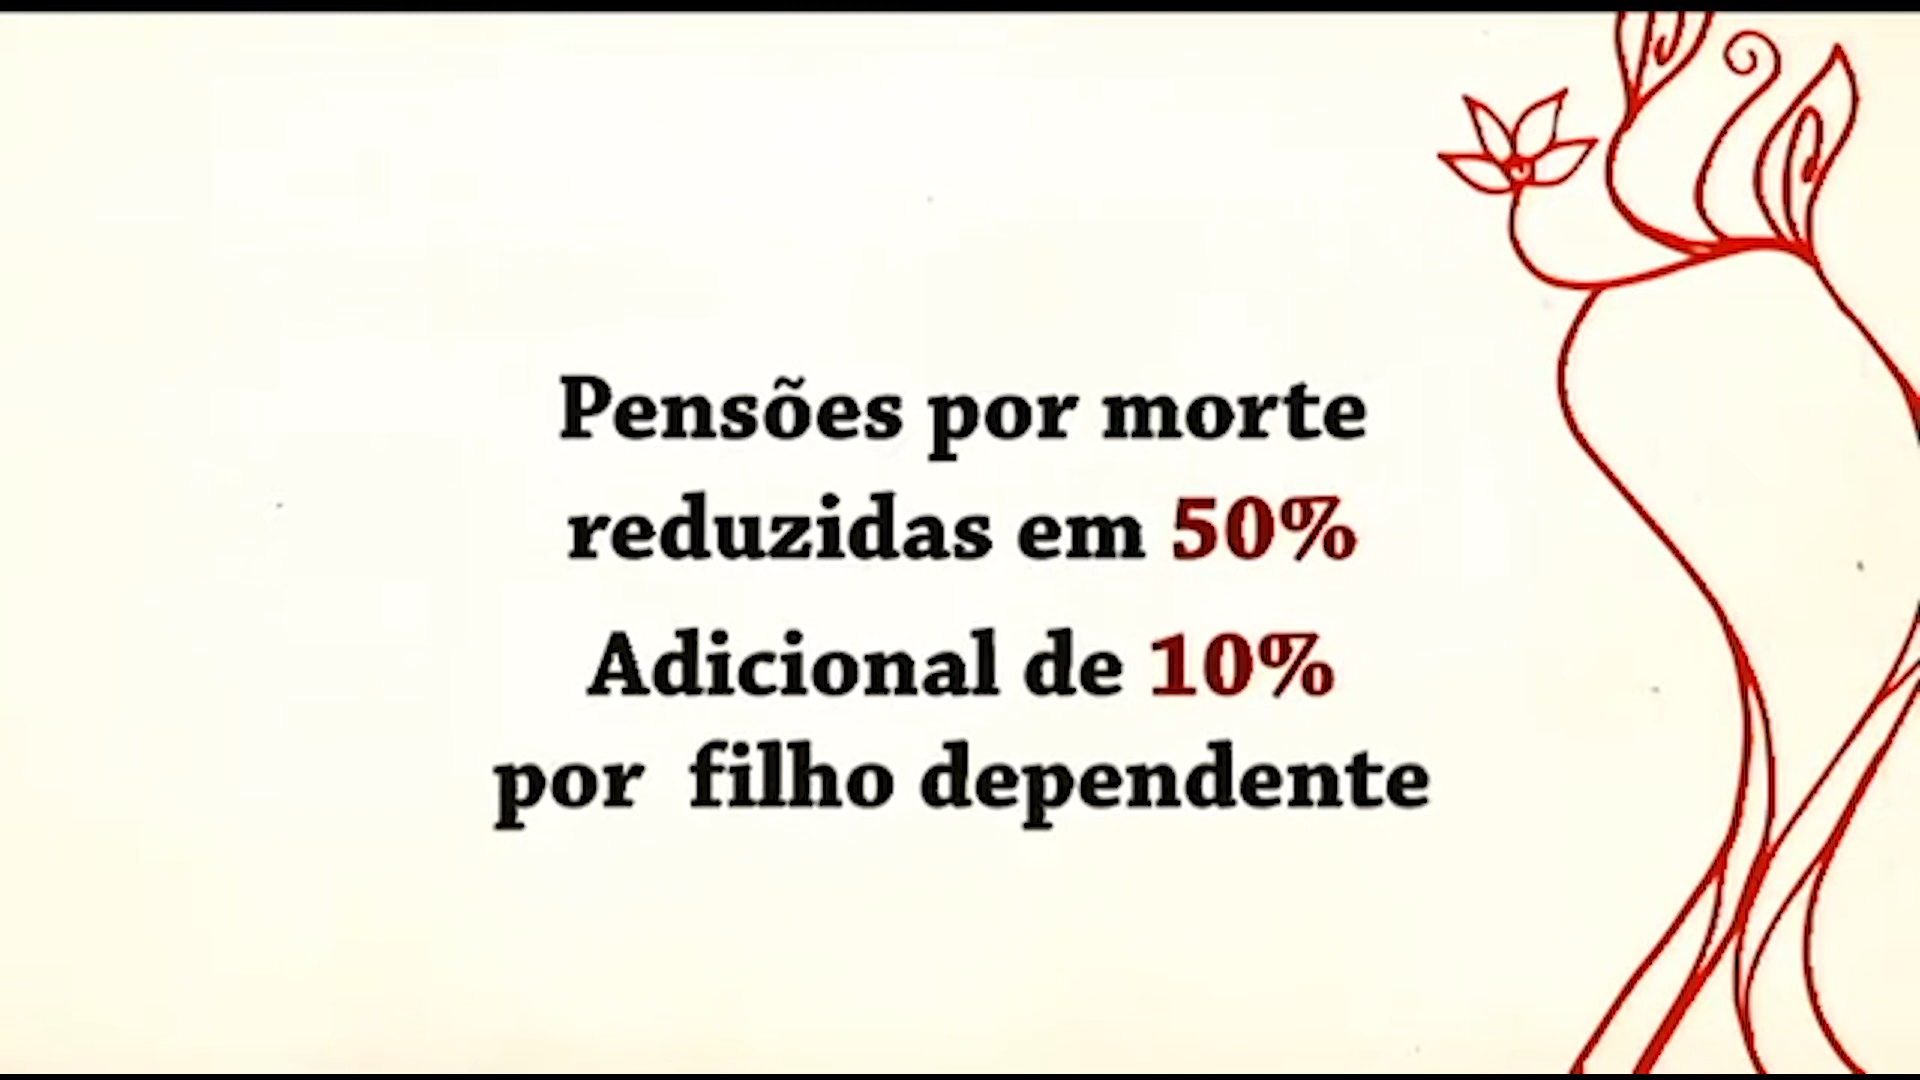 Pensões por morte
reduzidas em 50%
Adicional de 10%
por filho dependente